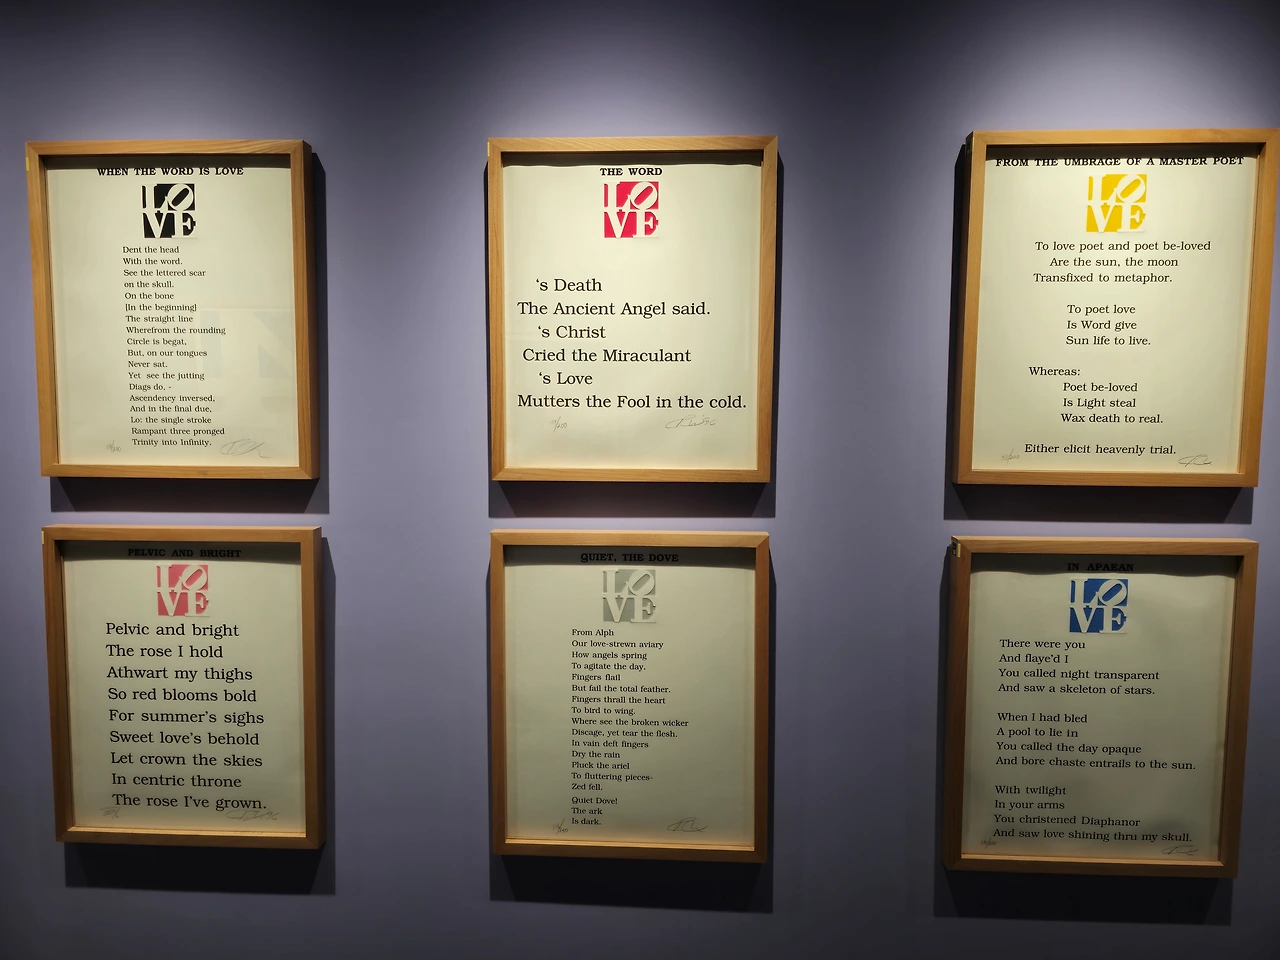 WHEN THE WORD IS LOVE
LO
VE
Dent the head
With the word.
See the lettered scar
on the skull.
On the bone
[In the beginning]
The straight line
Wherefrom the rounding
Circle is begat,
But, on our tongues
Never sat.
Yet see the jutting
Diags do, -
Ascendency inversed,
And in the final due,
Lo: the single stroke
Rampant three pronged
Trinity into Infinity.
THE WORD
LO
VE
's Death
The Ancient Angel said.
's Christ
Cried the Miraculant
's Love
Mutters the Fool in the cold.
FROM THE UMBRAGE OF A MASTER POET
LO
VE
To love poet and poet be-loved
Are the sun, the moon
Transfixed to metaphor.
To poet love
Is Word give
Sun life to live.
Whereas:
Poet be-loved
Is Light steal
Wax death to real.
Either elicit heavenly trial.
PELVIC AND BRIGHT
LO
VE
Pelvic and bright
The rose I hold
Athwart my thighs
So red blooms bold
For summer's sighs
Sweet love's behold
Let crown the skies
In centric throne
The rose I've grown.
QUIET, THE DOVE
LO
VE
From Alph
Our love-strewn aviary
How angels spring
To agitate the day.
Fingers flail
But fail the total feather.
Fingers thrall the heart
To bird to wing.
Where see the broken wicker
Discage, yet tear the flesh.
In vain deft fingers
Dry the rain
Pluck the ariel
To fluttering pieces-
Zed fell.
Quiet Dove!
The ark
Is dark.
IN APAEAN
LO
VE
There were you
And flaye'd I
You called night transparent
And saw a skeleton of stars.
When I had bled
A pool to lie in
You called the day opaque
And bore chaste entrails to the sun.
With twilight
In your arms
You christened Diaphanor
And saw love shining thru my skull.